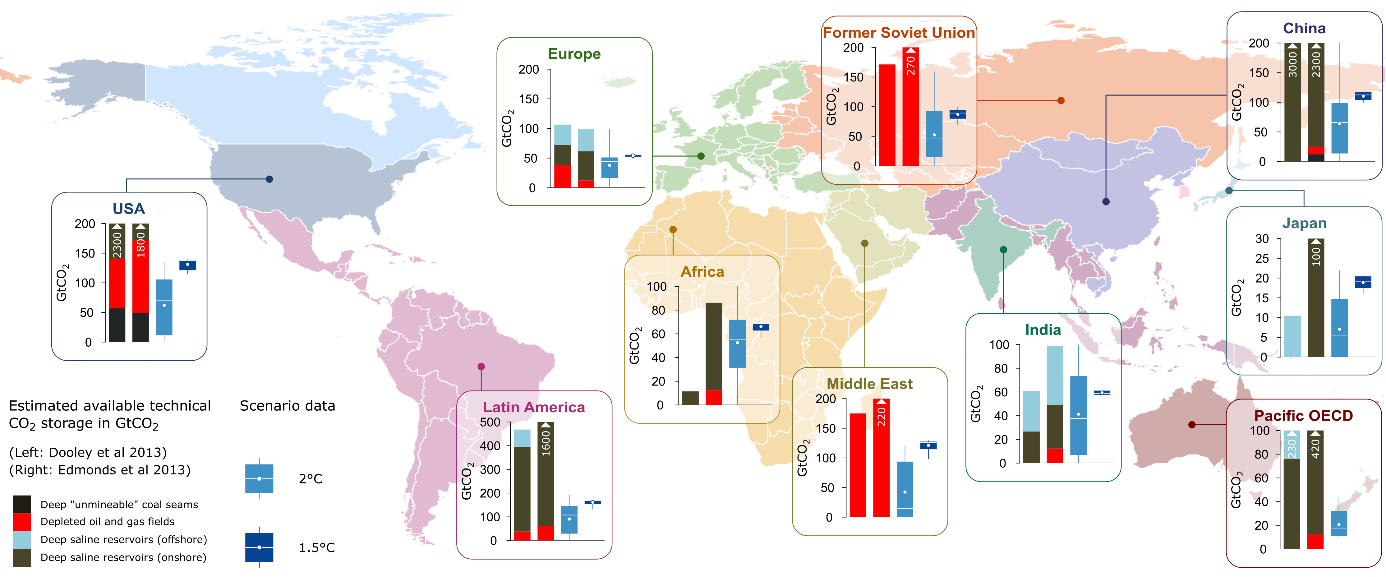 Europe
GtCO2
200
150
100
50
0
Former Soviet Union
GtCO2
200
150
100
50
0
270
China
GtCO2
200
150
100
50
0
3000
2300
USA
GtCO2
200
150
100
50
0
2300
1800
Africa
GtCO2
100
80
60
40
20
0
Japan
GtCO2
30
25
20
15
10
5
0
100
India
GtCO2
100
80
60
40
20
0
Middle East
GtCO2
200
150
100
50
0
220
Latin America
GtCO2
500
400
300
200
100
0
1600
Pacific OECD
GtCO2
100
80
60
40
20
0
230
420
Estimated available technical
CO2 storage in GtCO2
(Left: Dooley et al 2013)
(Right: Edmonds et al 2013)
Deep "unmineable" coal seams
Depleted oil and gas fields
Deep saline reservoirs (offshore)
Deep saline reservoirs (onshore)
Scenario data
2°C
1.5°C